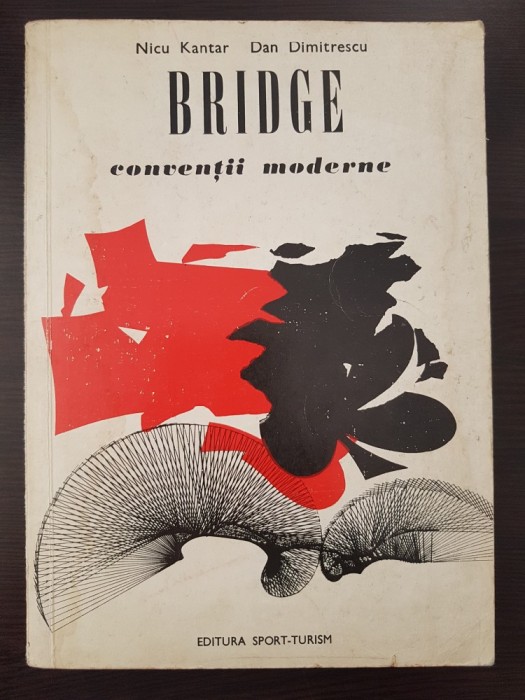 Nicu Kantar Dan Dimitrescu
BRIDGE
convenții moderne
EDITURA SPORT-TURISM